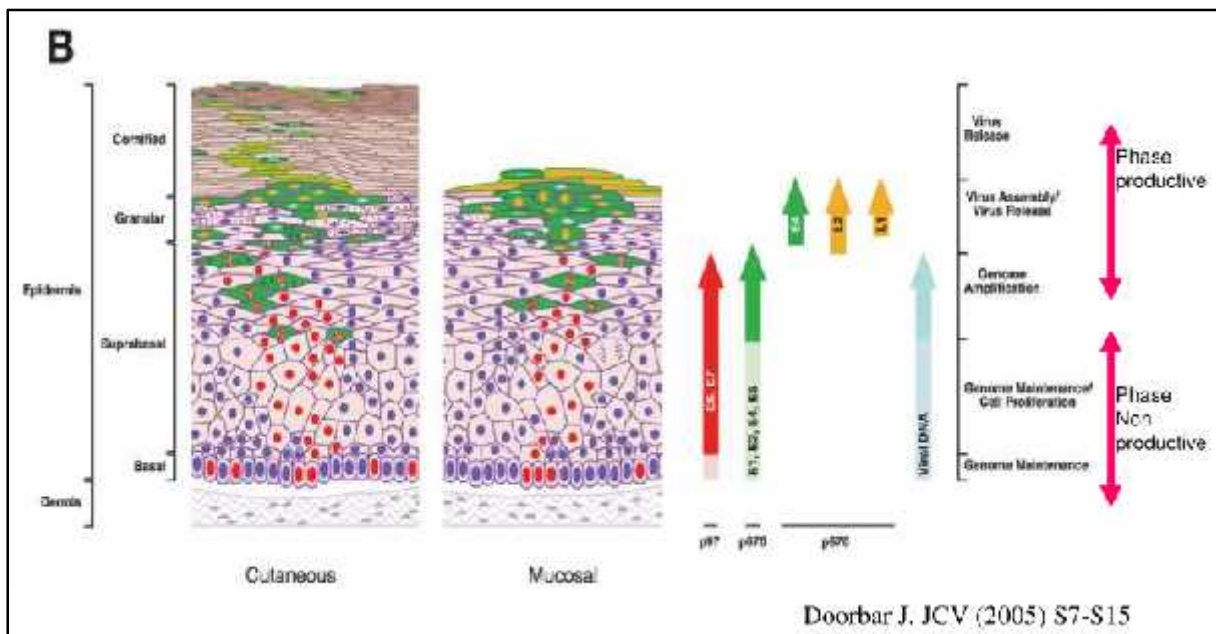 B
Cornified
Granular
Epidermis
Suprabasal
Basal
Dermis
Cutaneous
Mucosal
E6, E7
E1, E2, E4, E5
E4
Viral DNA
p97
p670
p670
Virus
Release
Virus Assembly/
Virus Release
Genome
Amplification
Genome Maintenance/
Cell Proliferation
Genome Maintenance
Phase
productive
Phase
Non
productive
Doorbar J. JCV (2005) S7-S15